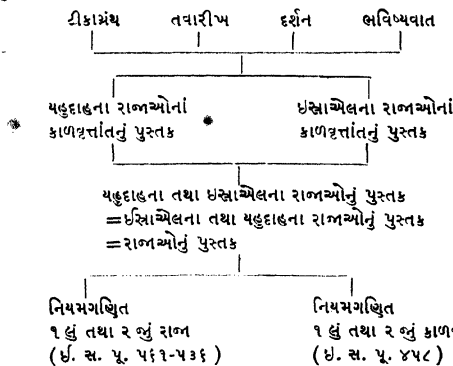 ટીકાગ્રંથ તવારીખ દર્શન ભવિષ્યવાત
યહુદાહના રાજાઓનાં ઇસ્રાએલના રાજાઓનાં
કાળવૃત્તાંતનું પુસ્તક કાળવૃત્તાંતનું પુસ્તક
યહુદાહના તથા ઇસ્રાએલના રાજાઓનું પુસ્તક
=ઈસ્રાએલના તથા યહુદાહના રાજાઓનું પુસ્તક
=રાજાઓનું પુસ્તક
નિયમગણિત નિયમગણિત
૧ લું તથા ૨ જું રાજા ૧ લું તથા ૨ જું કાળ
(ઇ. સ. પૂ. ૫૬૧-૫૩૬) (ઇ. સ. પૂ. ૪૫૮)